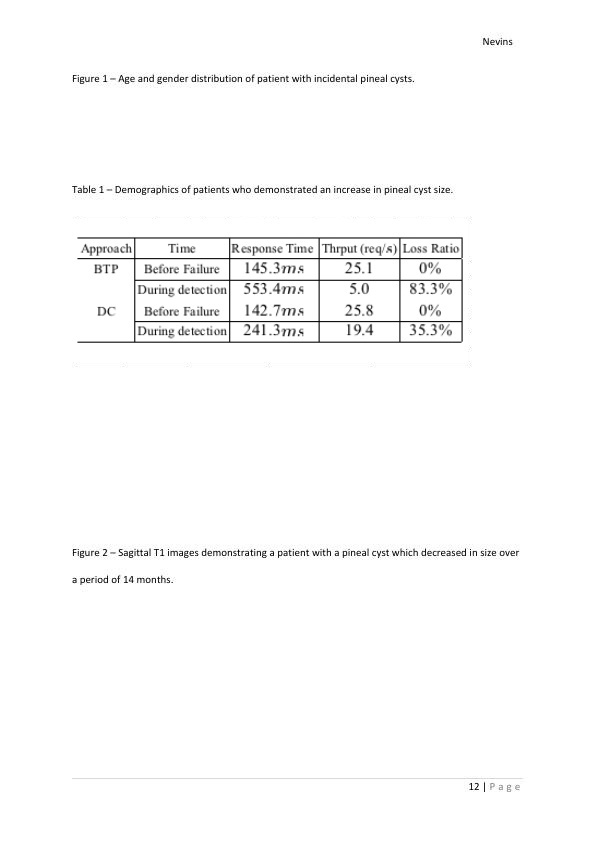 Nevins
Figure 1 – Age and gender distribution of patient with incidental pineal cysts.
Table 1 – Demographics of patients who demonstrated an increase in pineal cyst size.
Approach Time Response Time Thrput (req/s) Loss Ratio
BTP Before Failure 145.3ms 25.1 0%
During detection 553.4ms 5.0 83.3%
DC Before Failure 142.7ms 25.8 0%
During detection 241.3ms 19.4 35.3%
Figure 2 – Sagittal T1 images demonstrating a patient with a pineal cyst which decreased in size over
a period of 14 months.
12 | Page